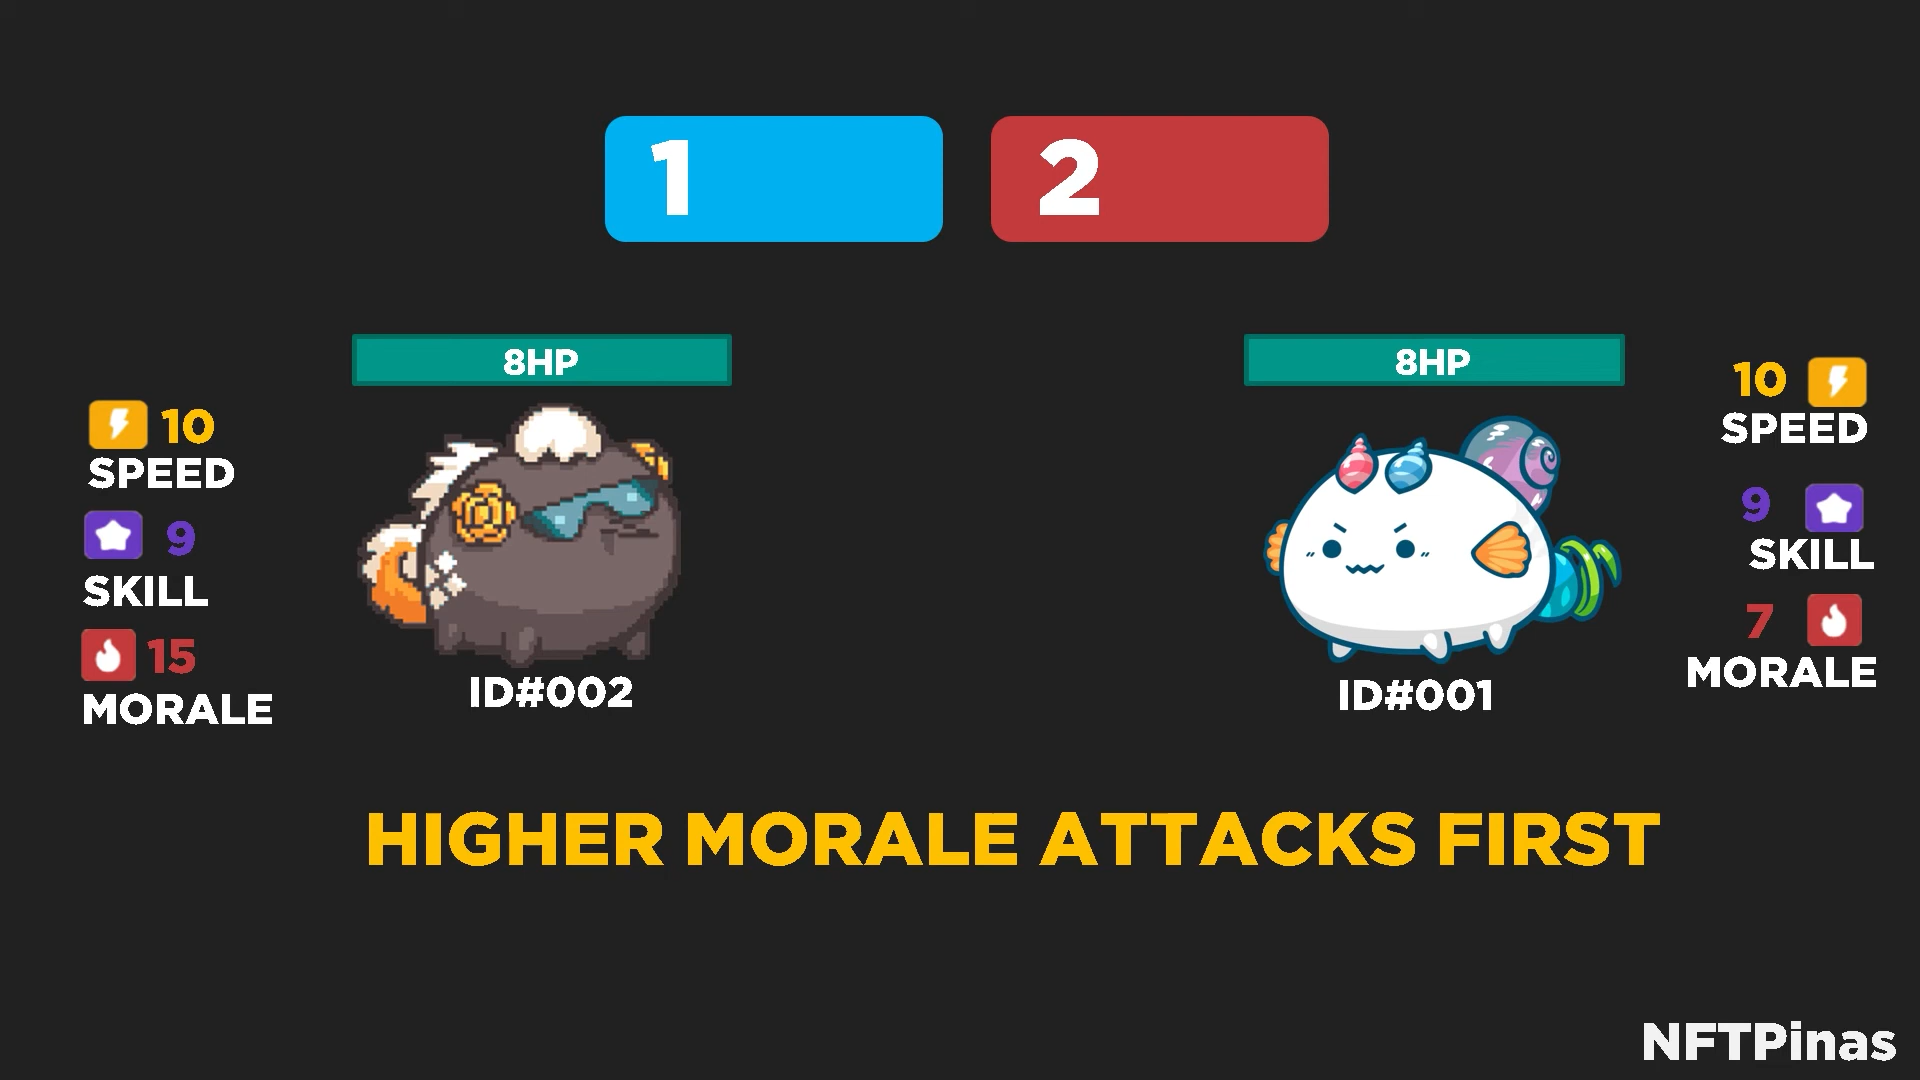 1
2
8HP
8HP
10
SPEED
9
SKILL
15
MORALE
10
SPEED
9
SKILL
7
MORALE
ID#002
ID#001
HIGHER MORALE ATTACKS FIRST
NFTPinas